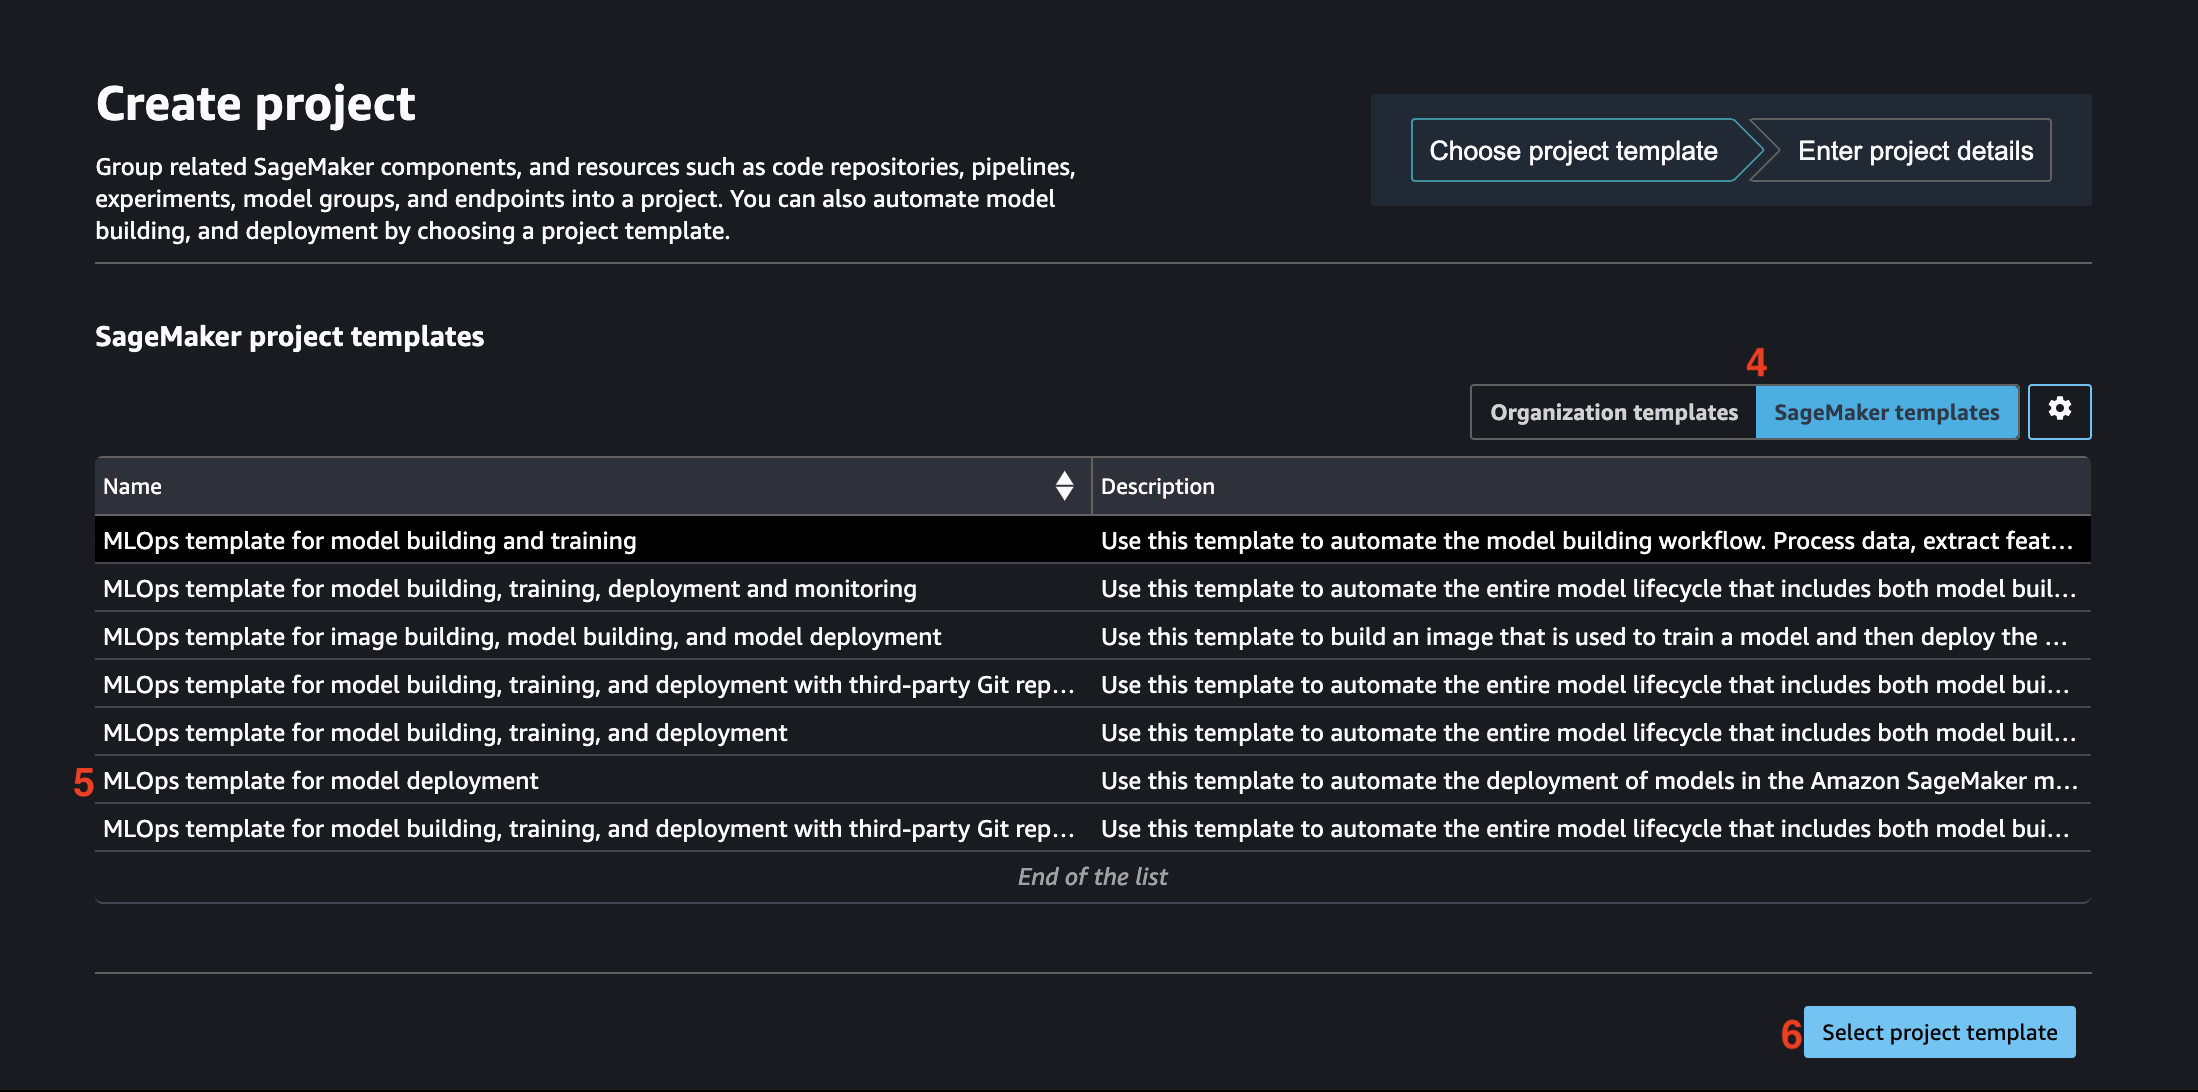 Create project
Group related SageMaker components, and resources such as code repositories, pipelines,
experiments, model groups, and endpoints into a project. You can also automate model
building, and deployment by choosing a project template.
Choose project template
Enter project details
SageMaker project templates
4
Organization templates
SageMaker templates
Name
Description
MLOps template for model building and training
Use this template to automate the model building workflow. Process data, extract feat...
MLOps template for model building, training, deployment and monitoring
Use this template to automate the entire model lifecycle that includes both model buil...
MLOps template for image building, model building, and model deployment
Use this template to build an image that is used to train a model and then deploy the ...
MLOps template for model building, training, and deployment with third-party Git rep...
Use this template to automate the entire model lifecycle that includes both model bui...
MLOps template for model building, training, and deployment
Use this template to automate the entire model lifecycle that includes both model buil...
5
MLOps template for model deployment
Use this template to automate the deployment of models in the Amazon SageMaker m...
MLOps template for model building, training, and deployment with third-party Git rep...
Use this template to automate the entire model lifecycle that includes both model bui...
End of the list
6
Select project template